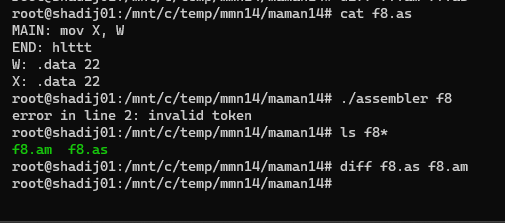 root@shadij01:/mnt/c/temp/mmn14/maman14# cat f8.as
MAIN: mov X, W
END: hlttt
W: .data 22
X: .data 22
root@shadij01:/mnt/c/temp/mmn14/maman14# ./assembler f8
error in line 2: invalid token
root@shadij01:/mnt/c/temp/mmn14/maman14# ls f8*
f8.am  f8.as
root@shadij01:/mnt/c/temp/mmn14/maman14# diff f8.as f8.am
root@shadij01:/mnt/c/temp/mmn14/maman14#